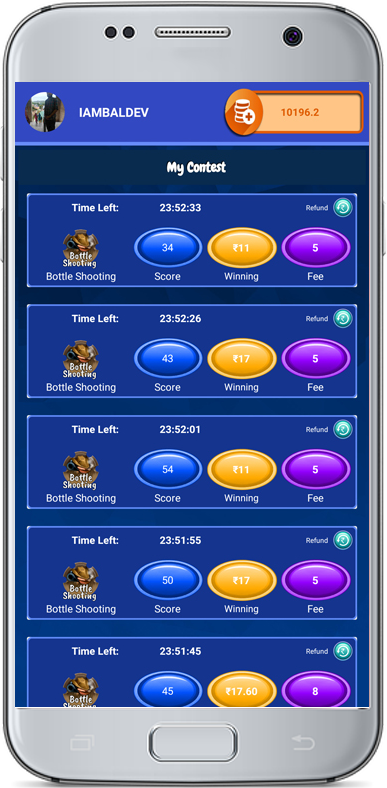 IAMBALDEV
10196.2
My Contest
Time Left: 23:52:33 Refund
34 ₹11 5
Bottle
Shooting
Bottle Shooting Score Winning Fee
Time Left: 23:52:26 Refund
43 ₹17 5
Bottle
Shooting
Bottle Shooting Score Winning Fee
Time Left: 23:52:01 Refund
54 ₹11 5
Bottle
Shooting
Bottle Shooting Score Winning Fee
Time Left: 23:51:55 Refund
50 ₹17 5
Bottle
Shooting
Bottle Shooting Score Winning Fee
Time Left: 23:51:45 Refund
45 ₹17.60 8
Bottle
Shooting